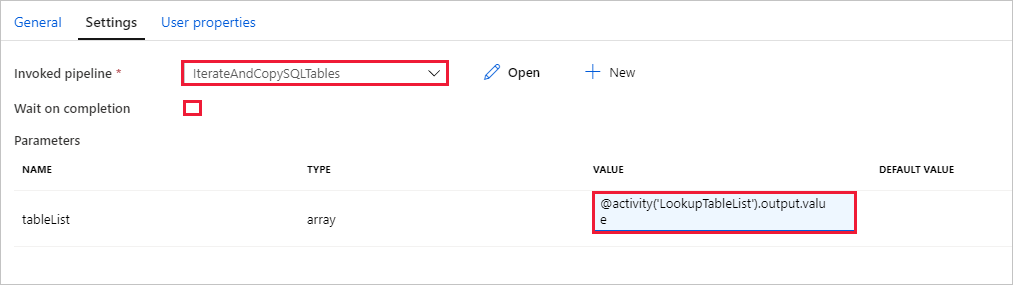 General Settings User properties
Invoked pipeline * IterateAndCopySQLTables Open New
Wait on completion
Parameters
NAME TYPE VALUE DEFAULT VALUE
tableList array @activity('LookupTableList').output.valu
e